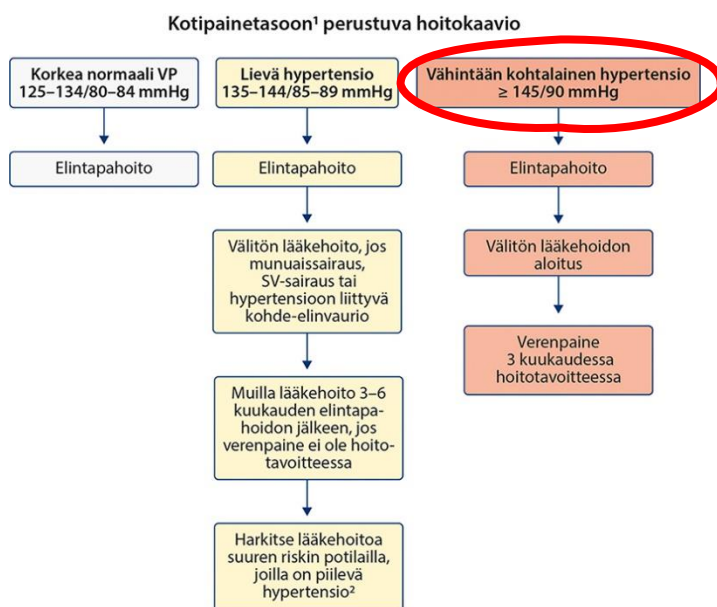 Kotipainetasoon¹ perustuva hoitokaavio
Korkea normaali VP
125–134/80–84 mmHg
Elintapahoito
Lievä hypertensio
135–144/85–89 mmHg
Elintapahoito
Välitön lääkehoito, jos
munuaissairaus,
SV-sairaus tai
hypertensioon liittyvä
kohde-elinvaurio
Muilla lääkehoito 3–6
kuukauden elintapa-
hoidon jälkeen, jos
verenpaine ei ole hoito-
tavoitteessa
Harkitse lääkehoitoa
suuren riskin potilailla,
joilla on piilevä
hypertensio²
Vähintään kohtalainen hypertensio
≥ 145/90 mmHg
Elintapahoito
Välitön lääkehoidon
aloitus
Verenpaine
3 kuukaudessa
hoitotavoitteessa